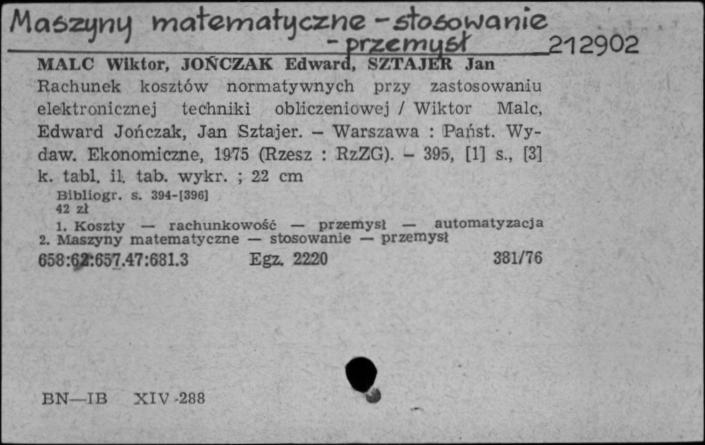 Maszyny matematyczne - stosowanie
- przemysł 212902
MALC Wiktor, JOŃCZAK Edward, SZTAJER Jan
Rachunek kosztów normatywnych przy zastosowaniu
elektronicznej techniki obliczeniowej / Wiktor Malc,
Edward Jończak, Jan Sztajer. — Warszawa : Państ. Wy-
daw. Ekonomiczne, 1975 (Rzesz : RzZG). — 395, [1] s., [3]
k. tabl. il. tab. wykr. ; 22 cm
Bibliogr. s. 394-[396]
42 zł
1. Koszty — rachunkowość — przemysł — automatyzacja
2. Maszyny matematyczne — stosowanie — przemysł
658:62:657.47:681.3 Egz. 2220 381/76
BN—IB XIV-288